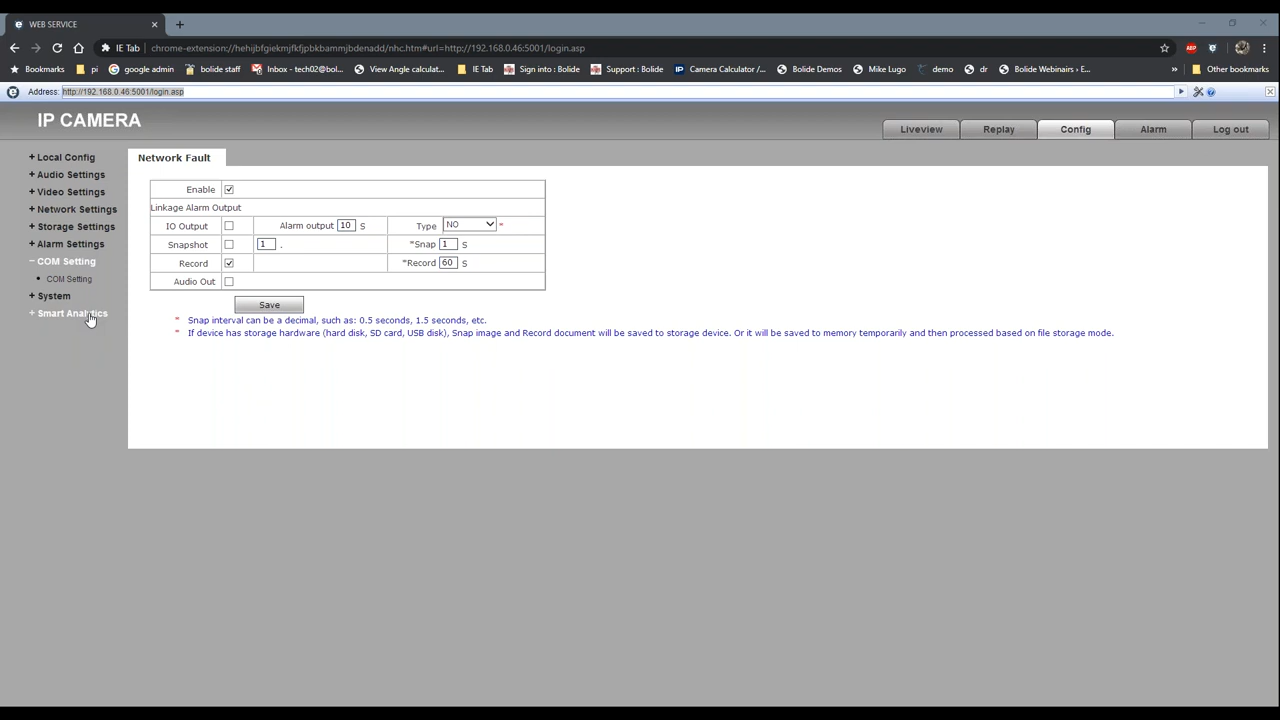 WEB SERVICE
IE Tab chrome-extension://hehijbfgiekmjfkfjpbkbammjbdenadd/nhc.htm#url=http://192.168.0.46:5001/login.asp
Bookmarks pi google admin bolide staff Inbox - tech02@bol... View Angle calculat... IE Tab Sign into : Bolide Support : Bolide Camera Calculator /... Bolide Demos Mike Lugo demo dr Bolide Webinairs › E... » Other bookmarks
Address: http://192.168.0.46:5001/login.asp
IP CAMERA
Liveview Replay Config Alarm Log out
+ Local Config
+ Audio Settings
+ Video Settings
+ Network Settings
+ Storage Settings
+ Alarm Settings
− COM Setting
• COM Setting
+ System
+ Smart Analytics
Network Fault
Enable
Linkage Alarm Output
IO Output Alarm output 10 S Type NO *
Snapshot 1 . *Snap 1 S
Record *Record 60 S
Audio Out
Save
* Snap interval can be a decimal, such as: 0.5 seconds, 1.5 seconds, etc.
* If device has storage hardware (hard disk, SD card, USB disk), Snap image and Record document will be saved to storage device. Or it will be saved to memory temporarily and then processed based on file storage mode.